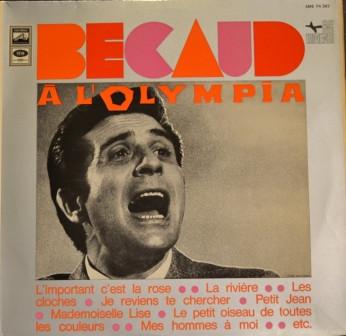 BECAUD
À L'OLYMPIA
L'important c'est la rose ●● La rivière ●● Les
cloches ● Je reviens te chercher ● Petit Jean
● Mademoiselle Lise ● Le petit oiseau de toutes
les couleurs ●● Mes hommes à moi ●● etc.